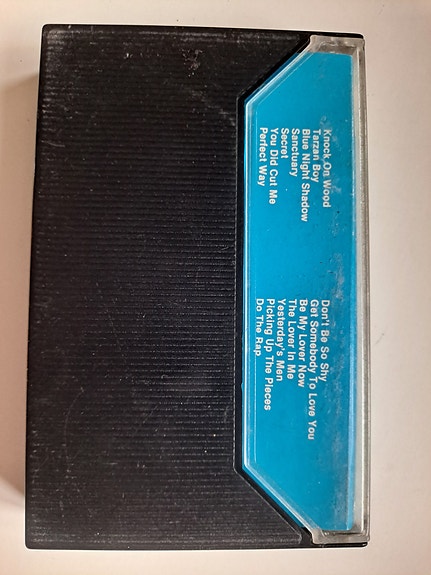 Knock On Wood
Tarzan Boy
Blue Night Shadow
Sanctuary
Secret
You Did Cut Me
Perfect Way
Don't Be So Shy
Get Somebody To Love You
Be My Lover Now
The Lover In Me
Yesterday's Men
Picking Up The Pieces
Do The Rap